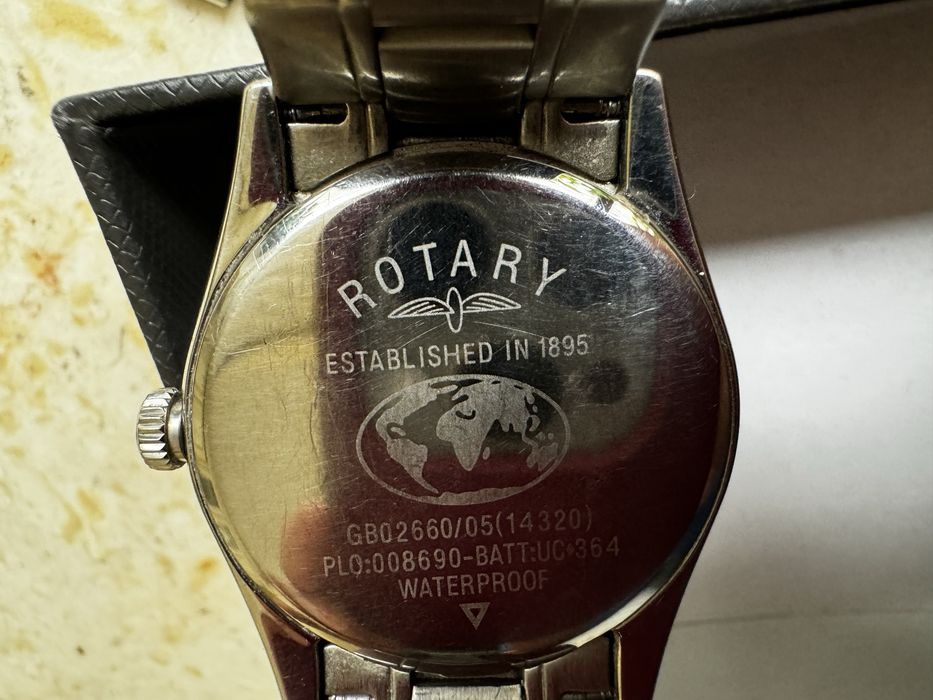 ROTARY
ESTABLISHED IN 1895
GB02660/05(14320)
PLO:008690-BATT:UC•364
WATERPROOF